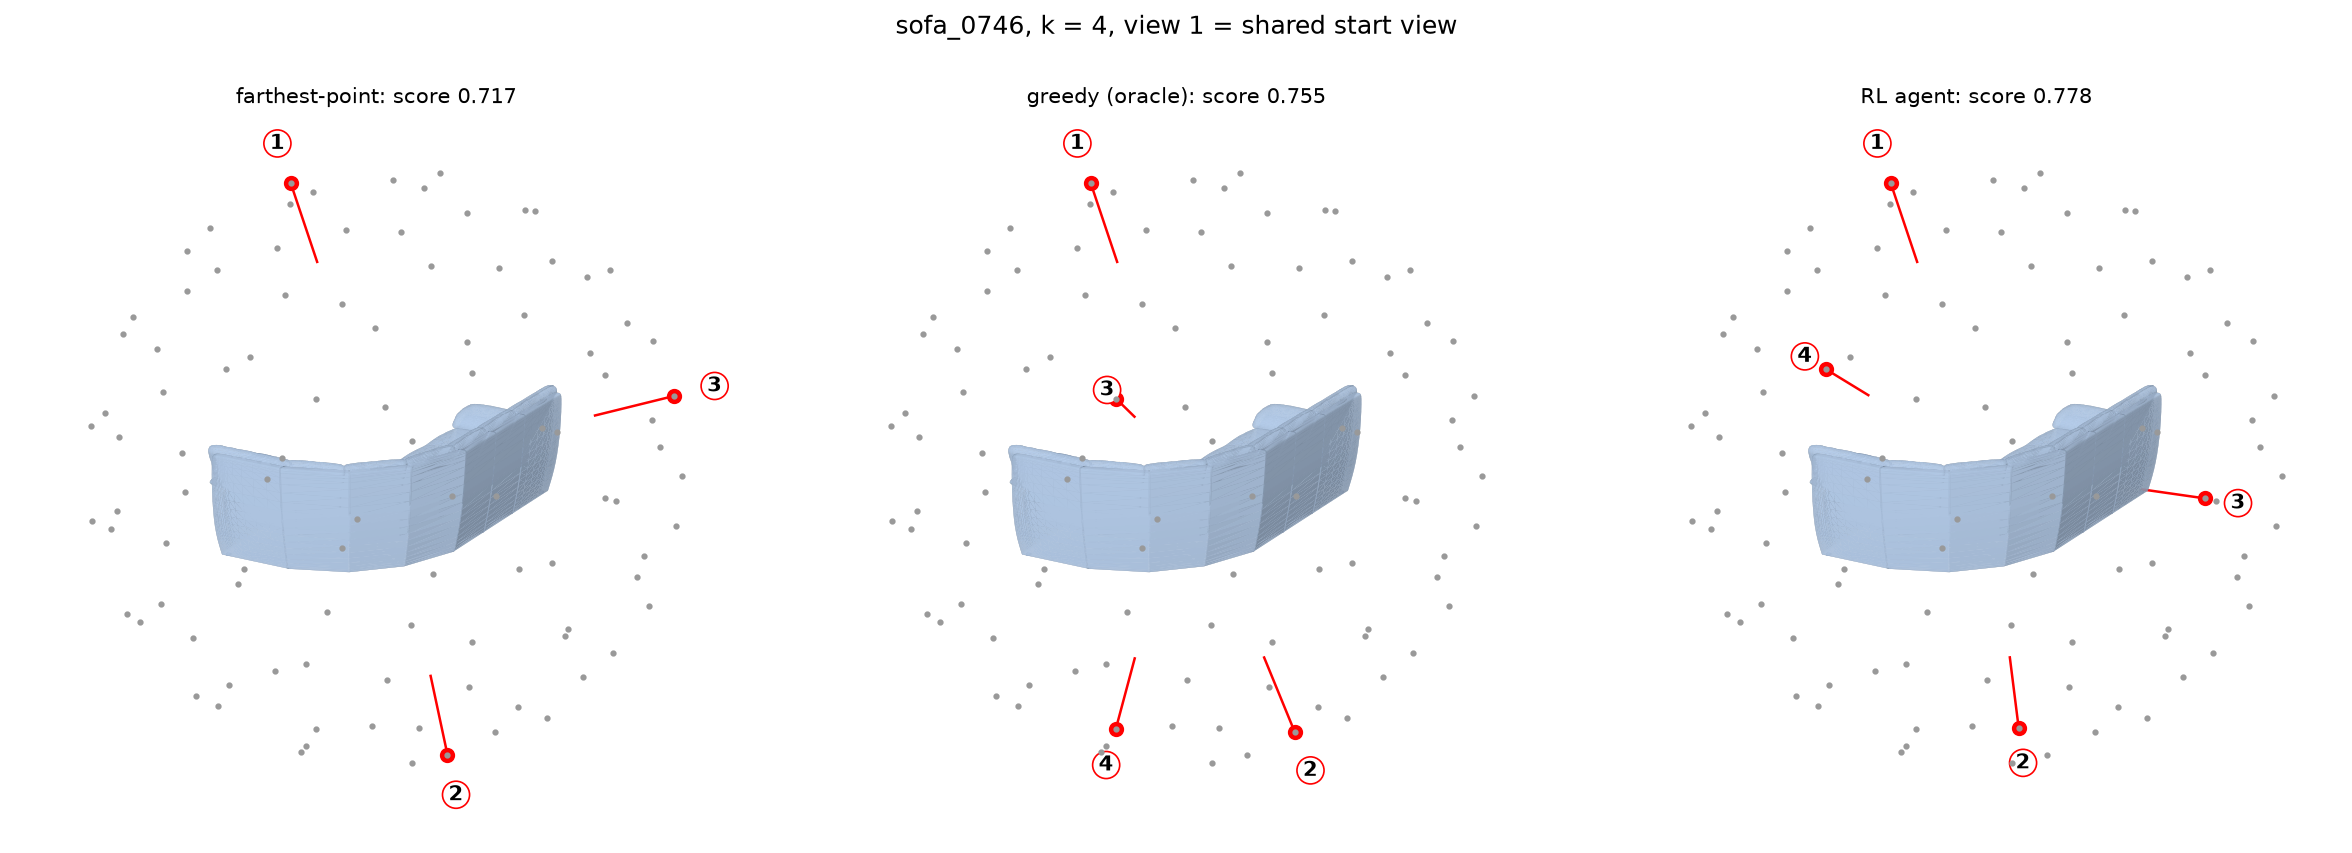 sofa_0746, k = 4, view 1 = shared start view
farthest-point: score 0.717
1
3
2
greedy (oracle): score 0.755
1
3
4
2
RL agent: score 0.778
1
4
3
2